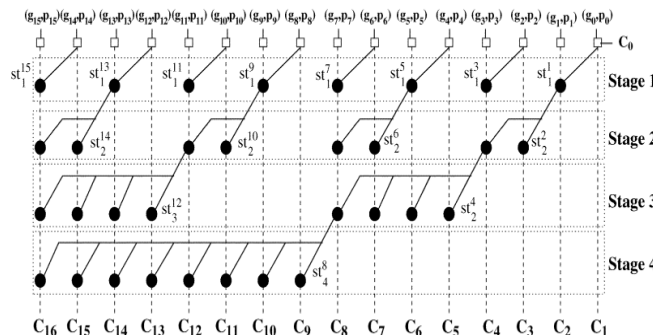 (g₁₅,p₁₅) (g₁₄,p₁₄) (g₁₃,p₁₃) (g₁₂,p₁₂) (g₁₁,p₁₁) (g₁₀,p₁₀) (g₉,p₉) (g₈,p₈) (g₇,p₇) (g₆,p₆) (g₅,p₅) (g₄,p₄) (g₃,p₃) (g₂,p₂) (g₁,p₁) (g₀,p₀)
C₀
st₁¹⁵ st₁¹³ st₁¹¹ st₁⁹ st₁⁷ st₁⁵ st₁³ st₁¹ Stage 1
st₂¹⁴ st₂¹⁰ st₂⁶ st₂² Stage 2
st₃¹² st₂⁴ Stage 3
st₄⁸ Stage 4
C₁₆ C₁₅ C₁₄ C₁₃ C₁₂ C₁₁ C₁₀ C₉ C₈ C₇ C₆ C₅ C₄ C₃ C₂ C₁